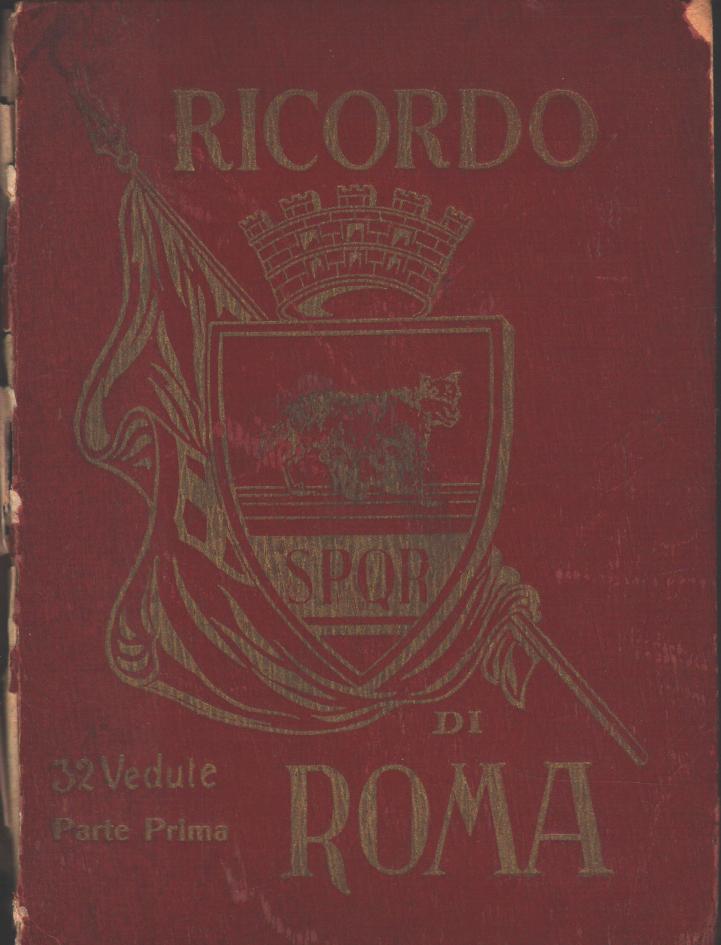 RICORDO
SPQR
DI
ROMA
32 Vedute
Parte Prima